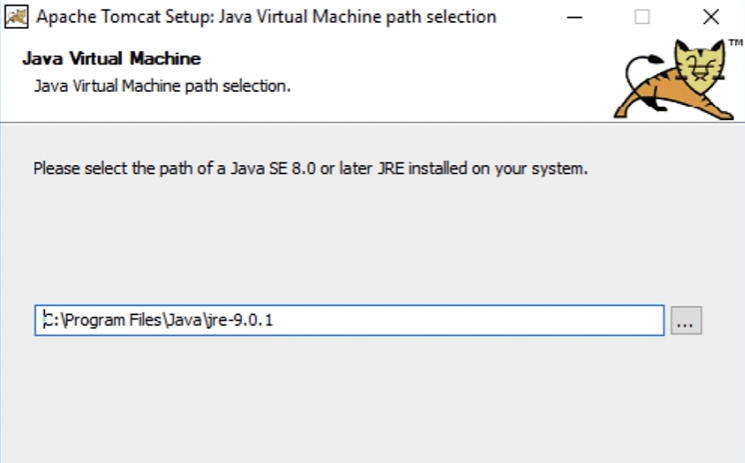 Apache Tomcat Setup: Java Virtual Machine path selection
TM
Java Virtual Machine
Java Virtual Machine path selection.
Please select the path of a Java SE 8.0 or later JRE installed on your system.
C:\Program Files\Java\jre-9.0.1
...